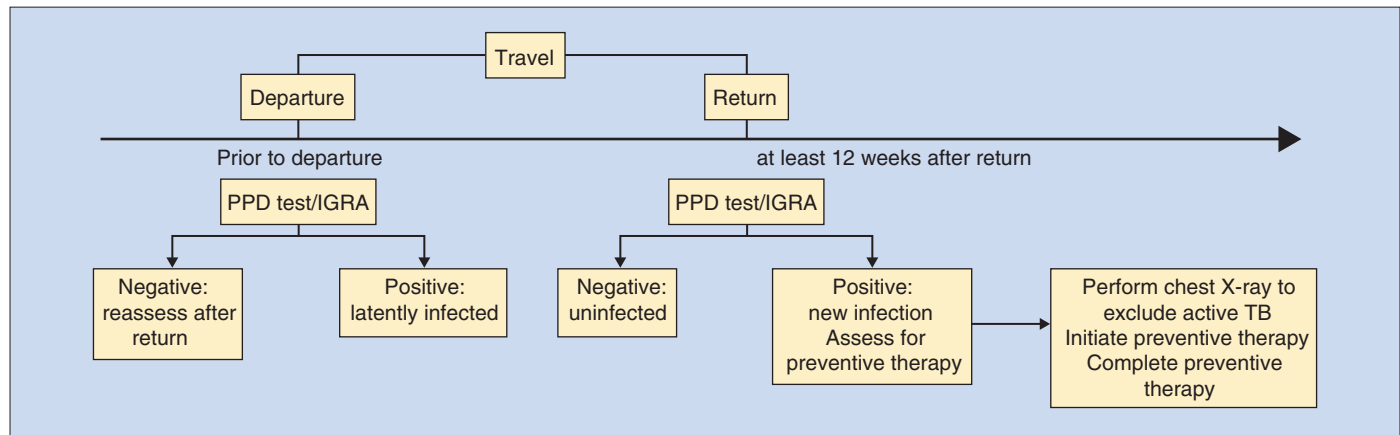 Travel
Departure
Return
Prior to departure
at least 12 weeks after return
PPD test/IGRA
PPD test/IGRA
Negative:
reassess after
return
Positive:
latently infected
Negative:
uninfected
Positive:
new infection
Assess for
preventive therapy
Perform chest X-ray to
exclude active TB
Initiate preventive therapy
Complete preventive
therapy